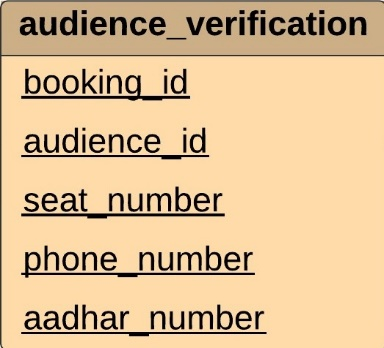 audience_verification
booking_id
audience_id
seat_number
phone_number
aadhar_number